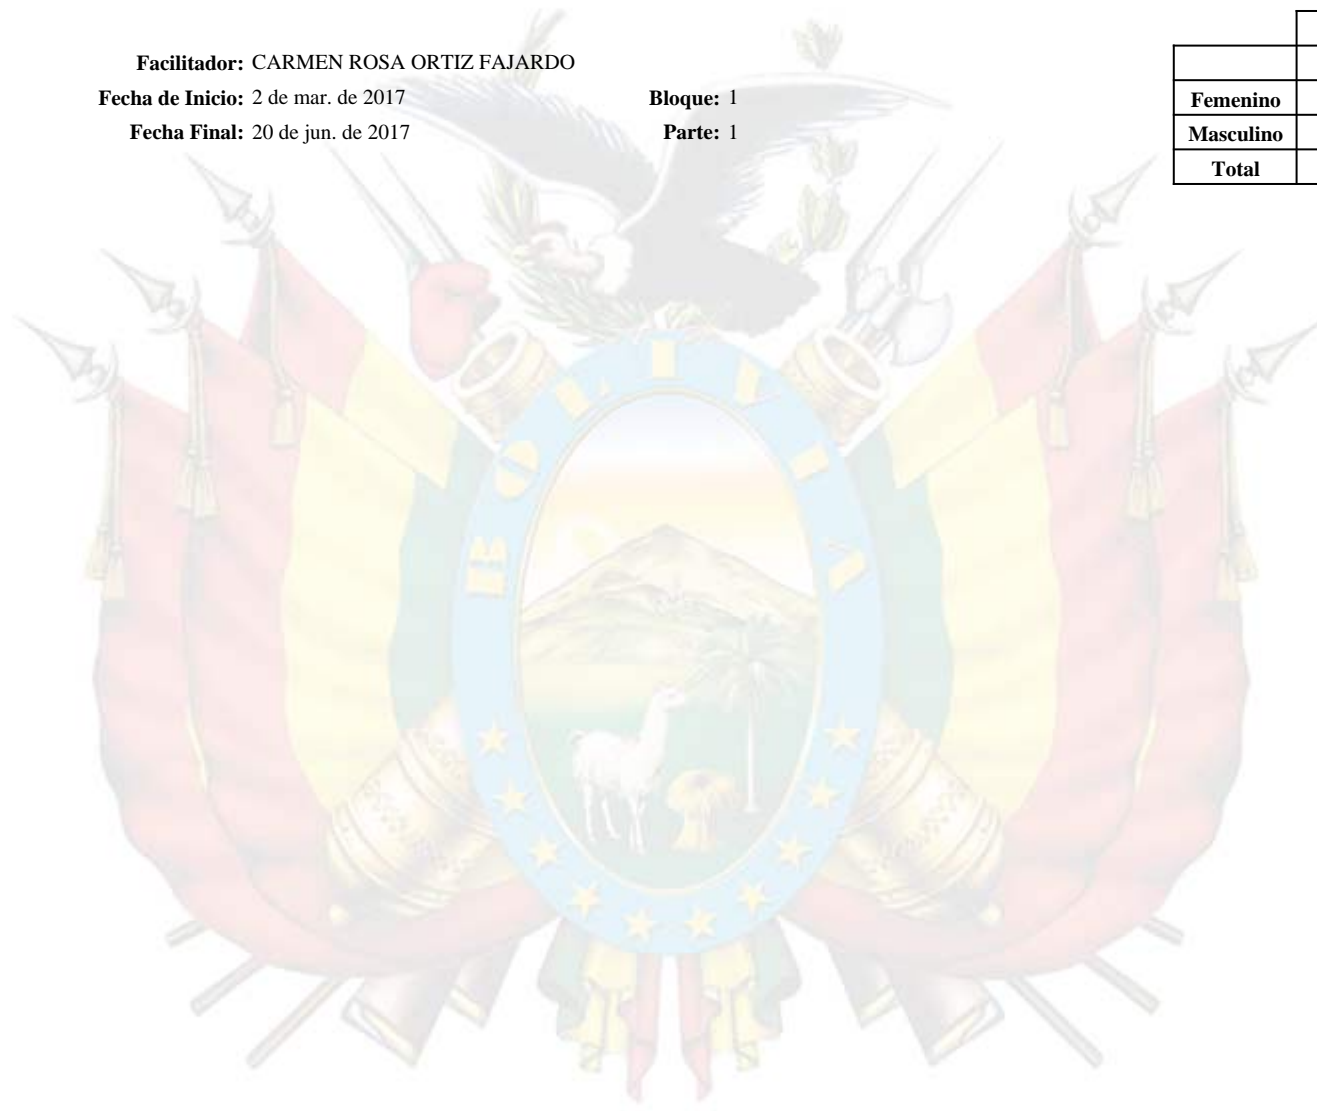 Facilitador: CARMEN ROSA ORTIZ FAJARDO
Fecha de Inicio: 2 de mar. de 2017 Bloque: 1
Fecha Final: 20 de jun. de 2017 Parte: 1
Femenino
Masculino
Total
BOLIVIA